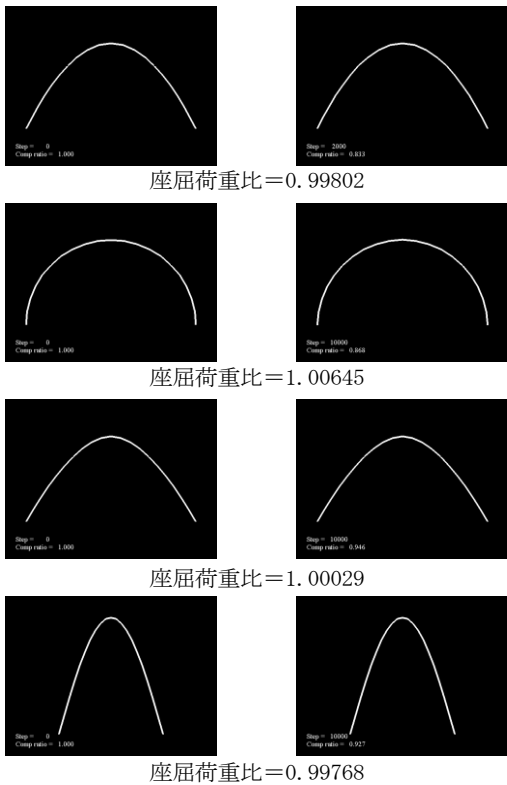 Step = 0
Comp ratio = 1.000
Step = 2000
Comp ratio = 0.833
座屈荷重比＝0.99802
Step = 0
Comp ratio = 1.000
Step = 10000
Comp ratio = 0.868
座屈荷重比＝1.00645
Step = 0
Comp ratio = 1.000
Step = 10000
Comp ratio = 0.946
座屈荷重比＝1.00029
Step = 0
Comp ratio = 1.000
Step = 10000
Comp ratio = 0.927
座屈荷重比＝0.99768